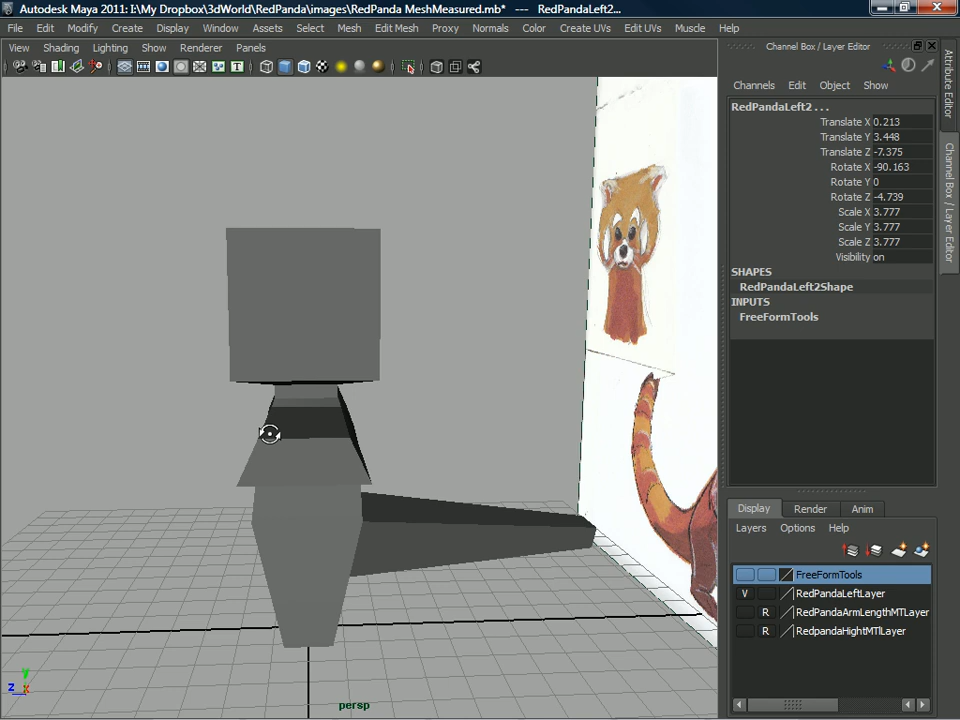 Autodesk Maya 2011: I:\My Dropbox\3dWorld\RedPanda\images\RedPanda MeshMeasured.mb* --- RedPandaLeft2...
File Edit Modify Create Display Window Assets Select Mesh Edit Mesh Proxy Normals Color Create UVs Edit UVs Muscle Help
View Shading Lighting Show Renderer Panels
Channel Box / Layer Editor
Channels Edit Object Show
RedPandaLeft2 ...
Translate X 0.213
Translate Y 3.448
Translate Z -7.375
Rotate X -90.163
Rotate Y 0
Rotate Z -4.739
Scale X 3.777
Scale Y 3.777
Scale Z 3.777
Visibility on
SHAPES
RedPandaLeft2Shape
INPUTS
FreeFormTools
Attribute Editor
Channel Box / Layer Editor
Display Render Anim
Layers Options Help
FreeFormTools
V RedPandaLeftLayer
R RedPandaArmLengthMTLayer
R RedpandaHightMTlLayer
y
z x
persp